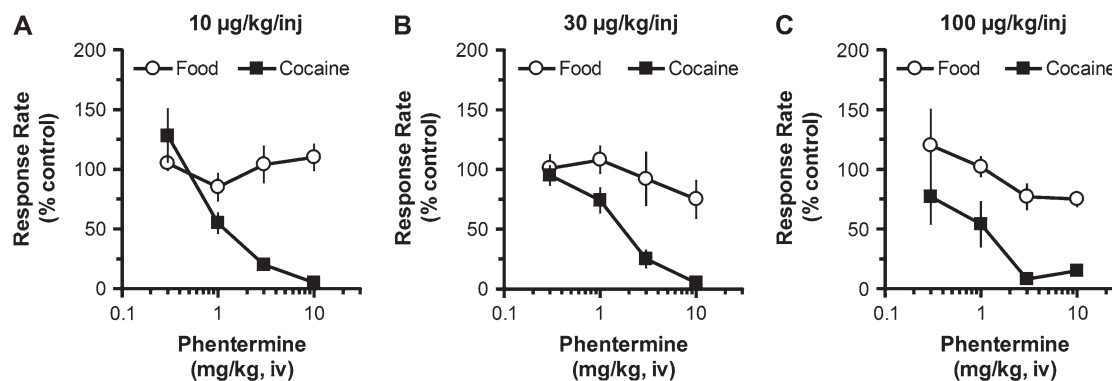 A 10 µg/kg/inj
200
150
100
50
0
Response Rate
(% control)
Food Cocaine
0.1 1 10
Phentermine
(mg/kg, iv)
B 30 µg/kg/inj
200
150
100
50
0
Response Rate
(% control)
Food Cocaine
0.1 1 10
Phentermine
(mg/kg, iv)
C 100 µg/kg/inj
200
150
100
50
0
Response Rate
(% control)
Food Cocaine
0.1 1 10
Phentermine
(mg/kg, iv)